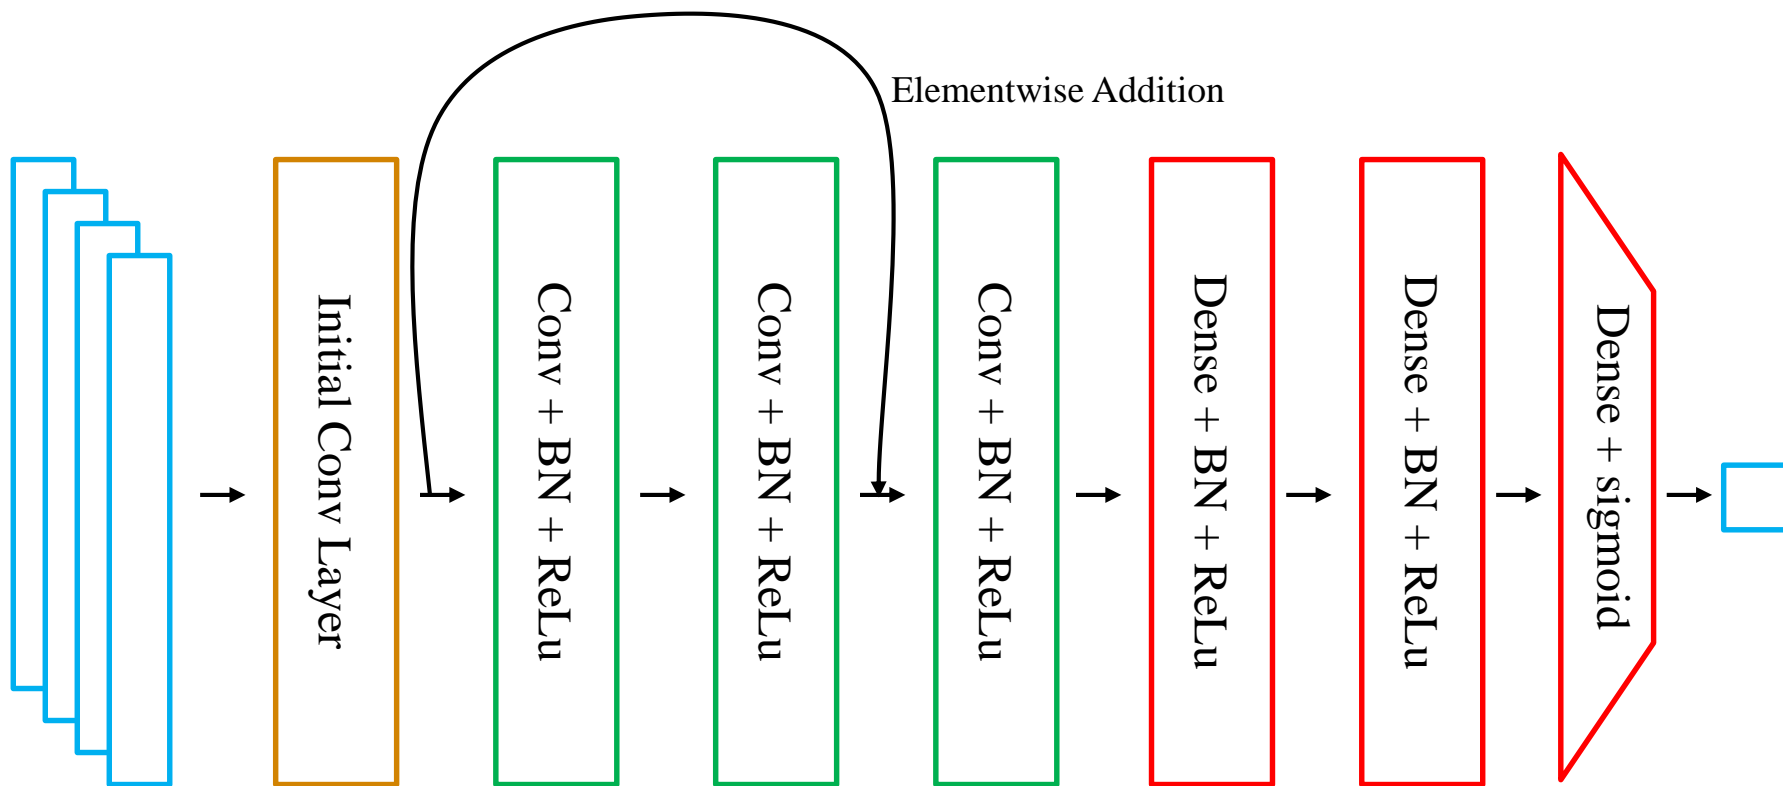 Elementwise Addition
Initial Conv Layer
Conv + BN + ReLu
Conv + BN + ReLu
Conv + BN + ReLu
Dense + BN + ReLu
Dense + BN + ReLu
Dense + sigmoid